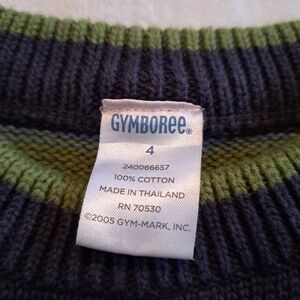 GYMBOREE®
4
240066657
100% COTTON
MADE IN THAILAND
RN 70530
©2005 GYM-MARK, INC.